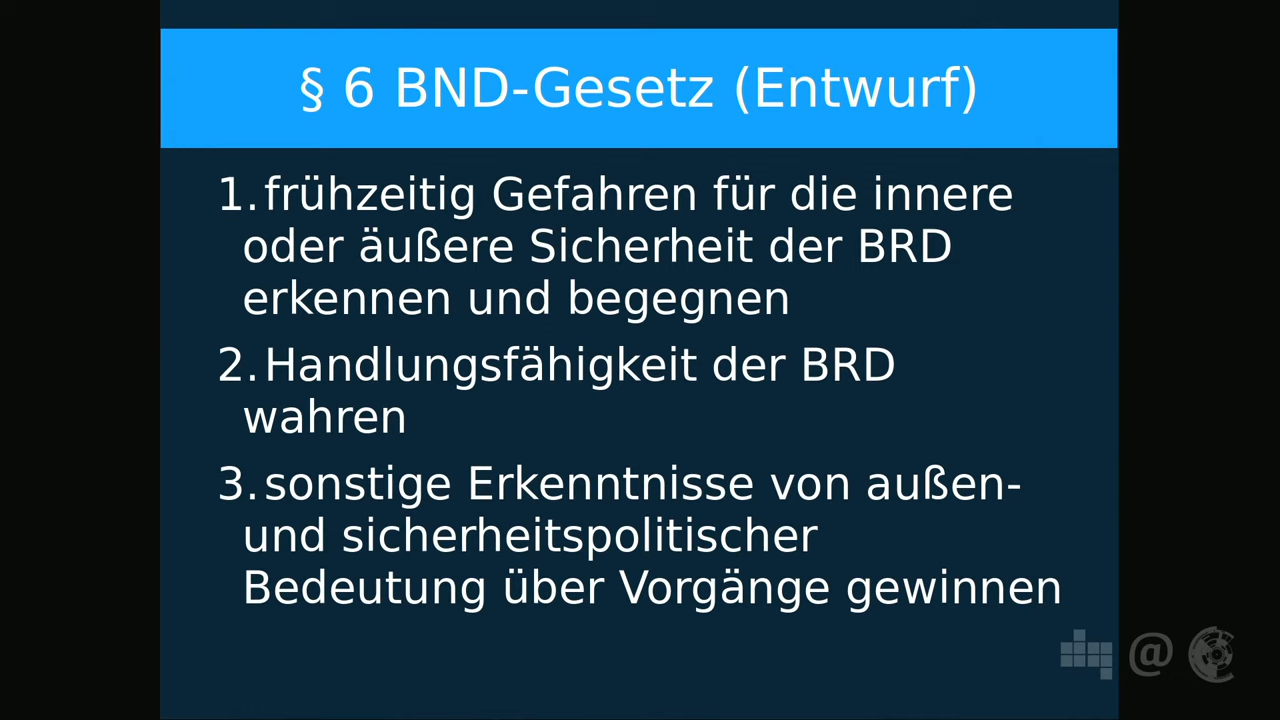 § 6 BND-Gesetz (Entwurf)
1. frühzeitig Gefahren für die innere
oder äußere Sicherheit der BRD
erkennen und begegnen
2. Handlungsfähigkeit der BRD
wahren
3. sonstige Erkenntnisse von außen-
und sicherheitspolitischer
Bedeutung über Vorgänge gewinnen
@